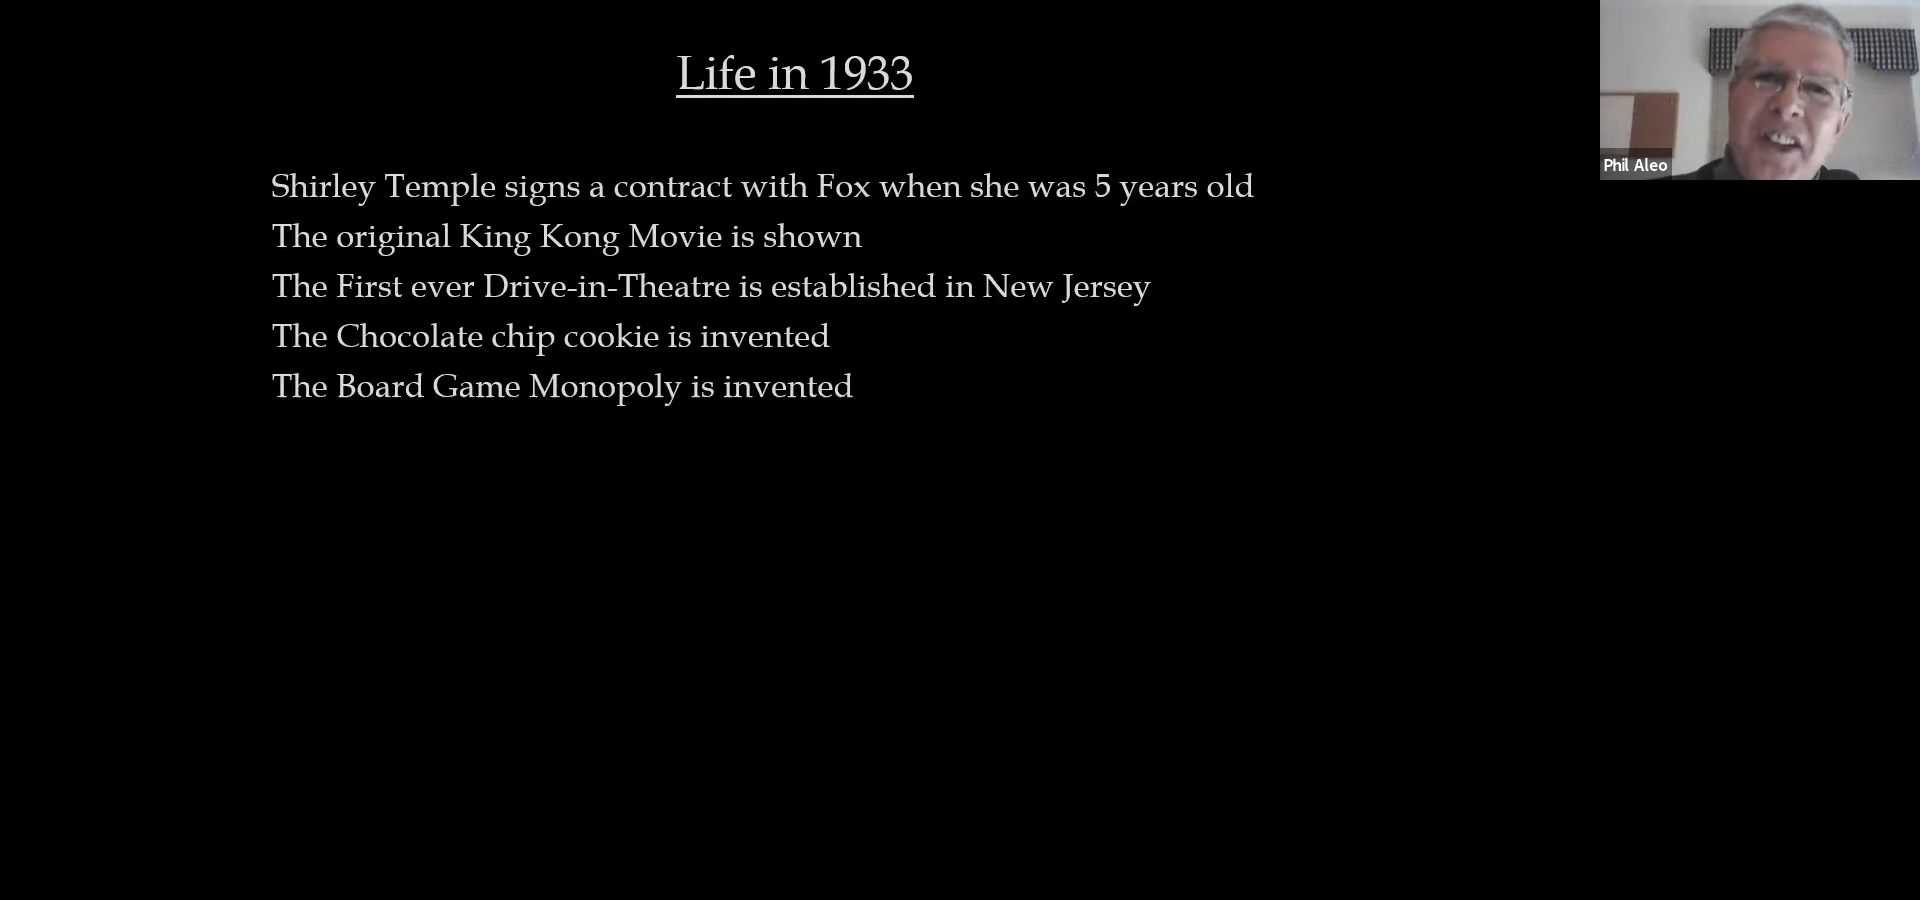 Life in 1933
Shirley Temple signs a contract with Fox when she was 5 years old
The original King Kong Movie is shown
The First ever Drive-in-Theatre is established in New Jersey
The Chocolate chip cookie is invented
The Board Game Monopoly is invented
Phil Aleo